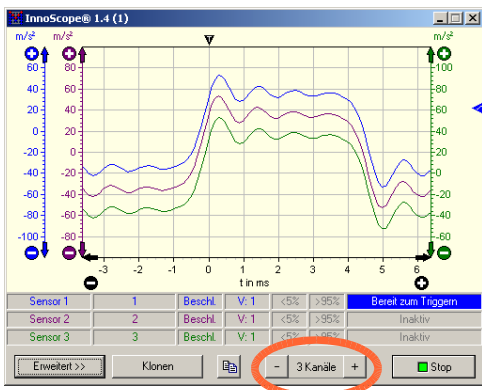 InnoScope® 1.4 (1)
m/s² m/s² m/s²
60 80 100
40 60 80
20 40 60
0 20 40
-20 0 20
-40 -20 0
-60 -40 -20
-80 -60 -40
-100 -80 -60
-3 -2 -1 0 1 2 3 4 5 6
t in ms
Sensor 1 1 Beschl. V: 1 <5% >95% Bereit zum Triggern
Sensor 2 2 Beschl. V: 1 <5% >95% Inaktiv
Sensor 3 3 Beschl. V: 1 <5% >95% Inaktiv
Erweitert >> Klonen - 3 Kanäle + Stop